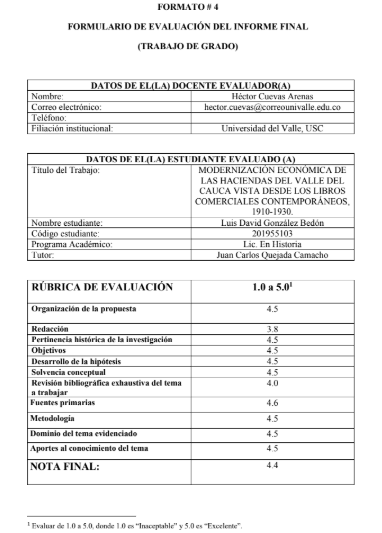 FORMATO # 4
FORMULARIO DE EVALUACIÓN DEL INFORME FINAL
(TRABAJO DE GRADO)
DATOS DE EL(LA) DOCENTE EVALUADOR(A)
Nombre: Héctor Cuevas Arenas
Correo electrónico: hector.cuevas@correounivalle.edu.co
Teléfono:
Filiación institucional: Universidad del Valle, USC
DATOS DE EL(LA) ESTUDIANTE EVALUADO (A)
Título del Trabajo: MODERNIZACIÓN ECONÓMICA DE
LAS HACIENDAS DEL VALLE DEL
CAUCA VISTA DESDE LOS LIBROS
COMERCIALES CONTEMPORÁNEOS,
1910-1930.
Nombre estudiante: Luis David González Bedón
Código estudiante: 201955103
Programa Académico: Lic. En Historia
Tutor: Juan Carlos Quejada Camacho
RÚBRICA DE EVALUACIÓN 1.0 a 5.0¹
Organización de la propuesta 4.5
Redacción 3.8
Pertinencia histórica de la investigación 4.5
Objetivos 4.5
Desarrollo de la hipótesis 4.5
Solvencia conceptual 4.5
Revisión bibliográfica exhaustiva del tema 4.0
a trabajar
Fuentes primarias 4.6
Metodología 4.5
Dominio del tema evidenciado 4.5
Aportes al conocimiento del tema 4.5
NOTA FINAL: 4.4
¹ Evaluar de 1.0 a 5.0, donde 1.0 es “Inaceptable” y 5.0 es “Excelente”.